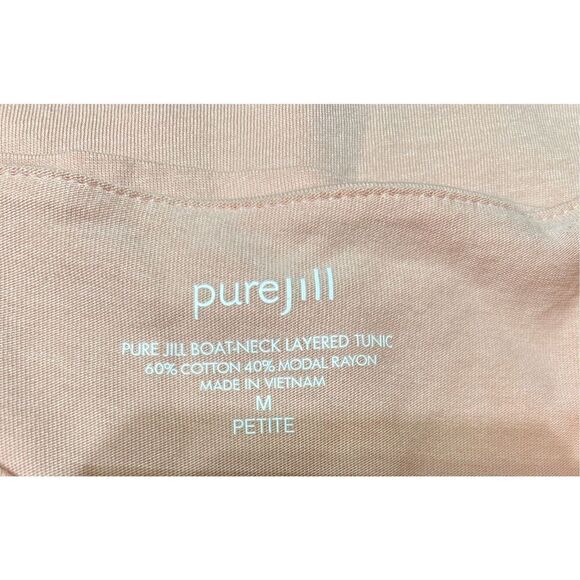 purejill
PURE JILL BOAT-NECK LAYERED TUNIC
60% COTTON 40% MODAL RAYON
MADE IN VIETNAM
M
PETITE